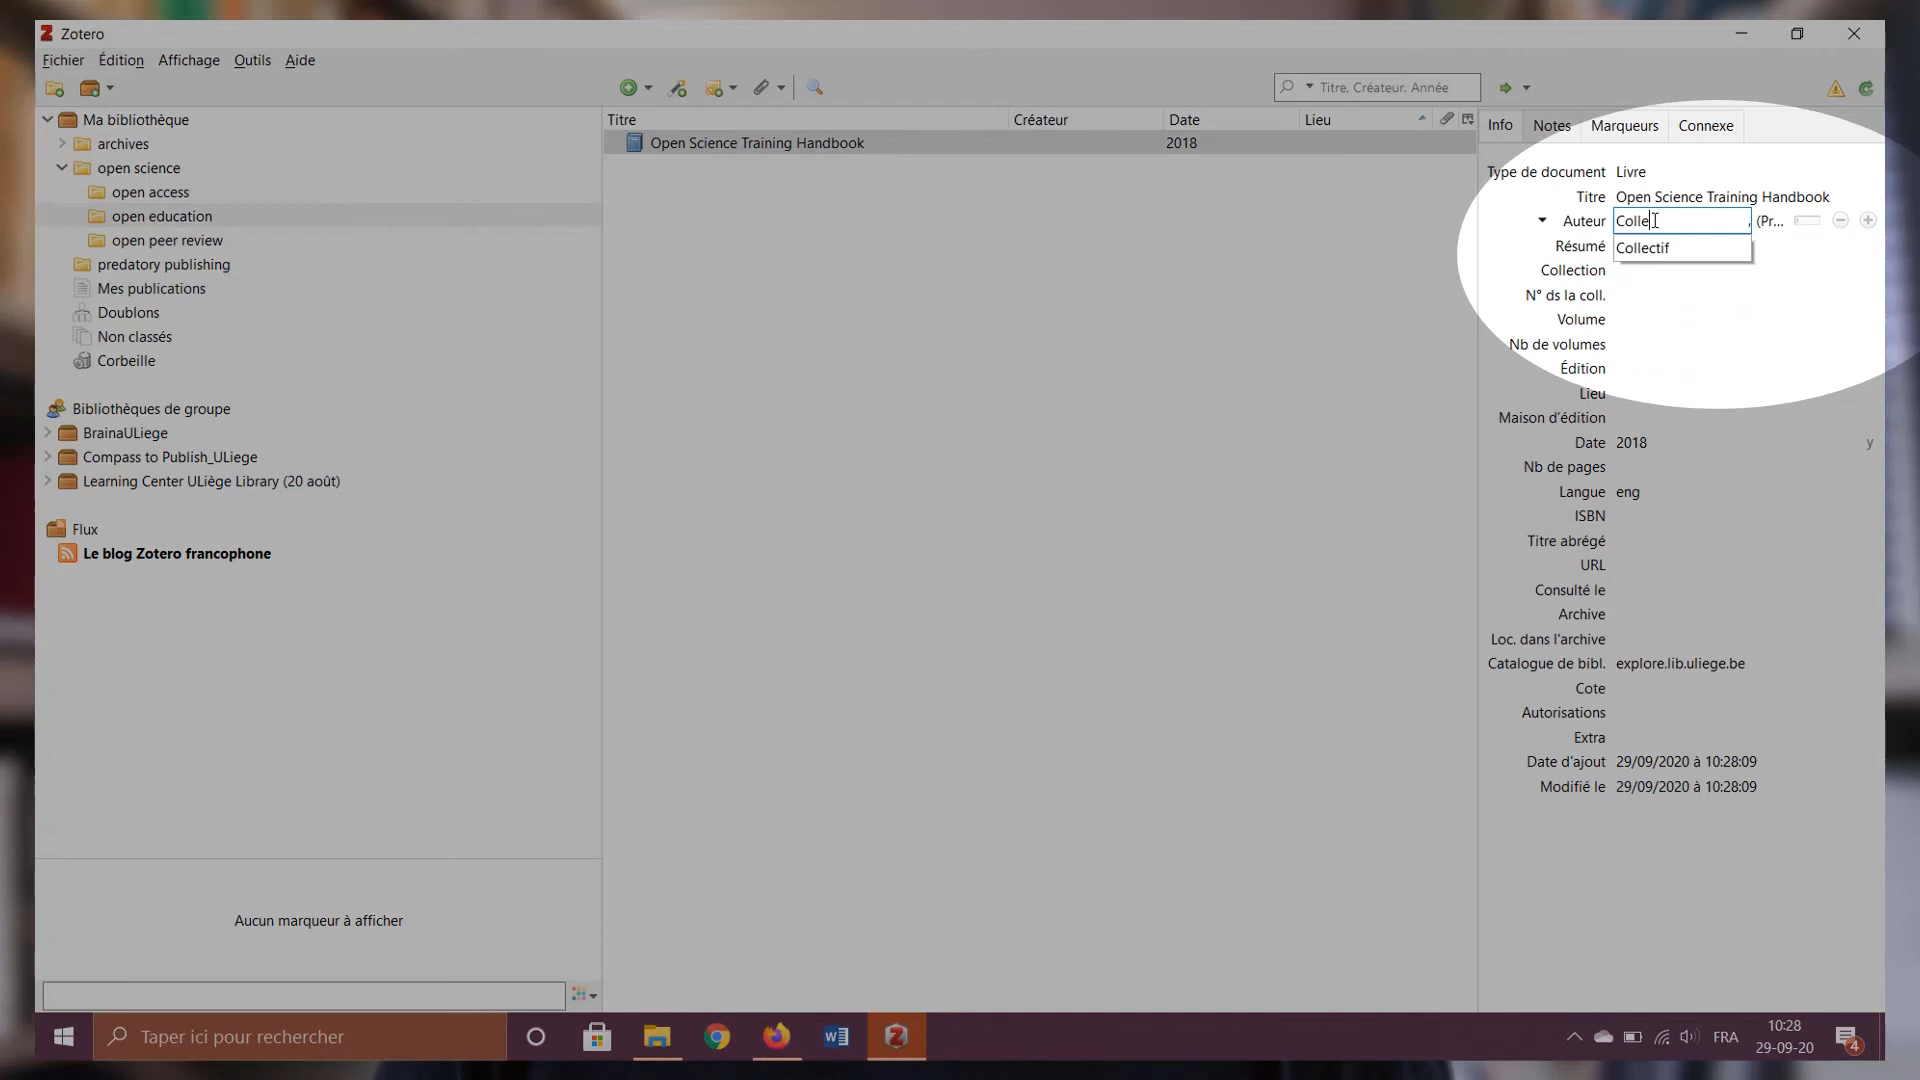 Zotero
Fichier Édition Affichage Outils Aide
Titre, Créateur, Année
Ma bibliothèque
archives
open science
open access
open education
open peer review
predatory publishing
Mes publications
Doublons
Non classés
Corbeille
Bibliothèques de groupe
BrainaULiege
Compass to Publish_ULiege
Learning Center ULiège Library (20 août)
Flux
Le blog Zotero francophone
Aucun marqueur à afficher
Titre Créateur Date Lieu
Open Science Training Handbook 2018
Info Notes Marqueurs Connexe
Type de document Livre
Titre Open Science Training Handbook
Auteur Colle , (Pr...
Collectif
Résumé
Collection
N° ds la coll.
Volume
Nb de volumes
Édition
Lieu
Maison d'édition
Date 2018 y
Nb de pages
Langue eng
ISBN
Titre abrégé
URL
Consulté le
Archive
Loc. dans l'archive
Catalogue de bibl. explore.lib.uliege.be
Cote
Autorisations
Extra
Date d'ajout 29/09/2020 à 10:28:09
Modifié le 29/09/2020 à 10:28:09
Taper ici pour rechercher
FRA
10:28
29-09-20
4